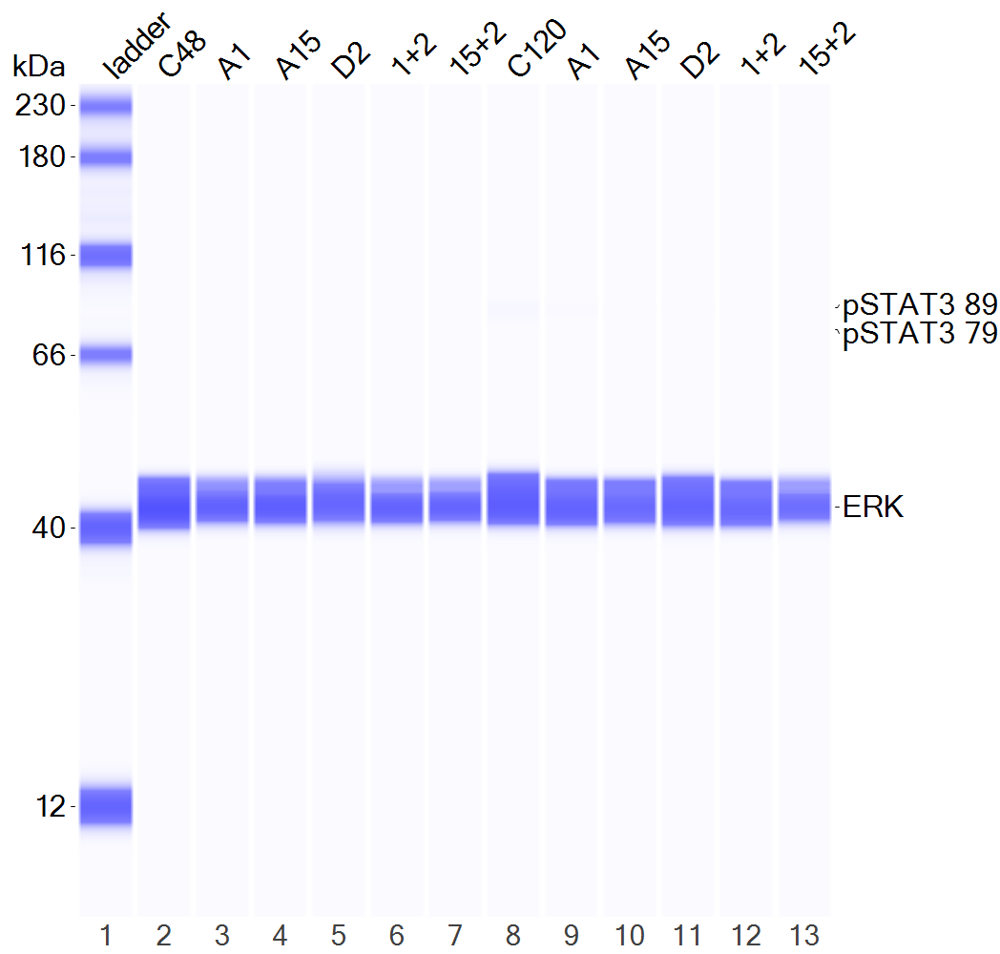 kDa
ladder C48 A1 A15 D2 1+2 15+2 C120 A1 A15 D2 1+2 15+2
230
180
116
pSTAT3 89
pSTAT3 79
66
ERK
40
12
1 2 3 4 5 6 7 8 9 10 11 12 13